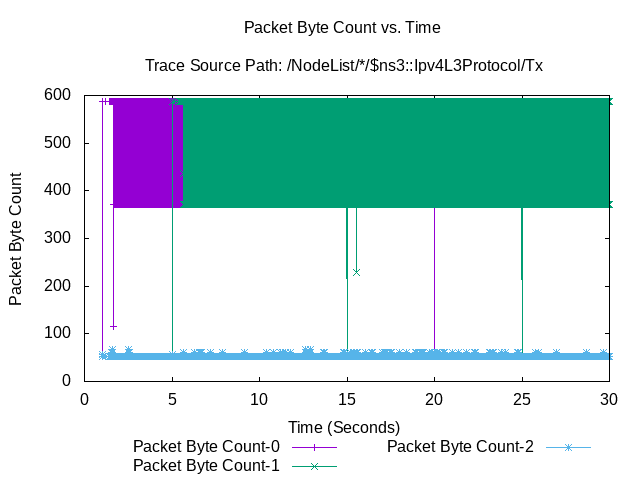 Packet Byte Count vs. Time
Trace Source Path: /NodeList/*/$ns3::Ipv4L3Protocol/Tx
600
500
400
300
200
100
0
Packet Byte Count
0 5 10 15 20 25 30
Time (Seconds)
Packet Byte Count-0 Packet Byte Count-2
Packet Byte Count-1